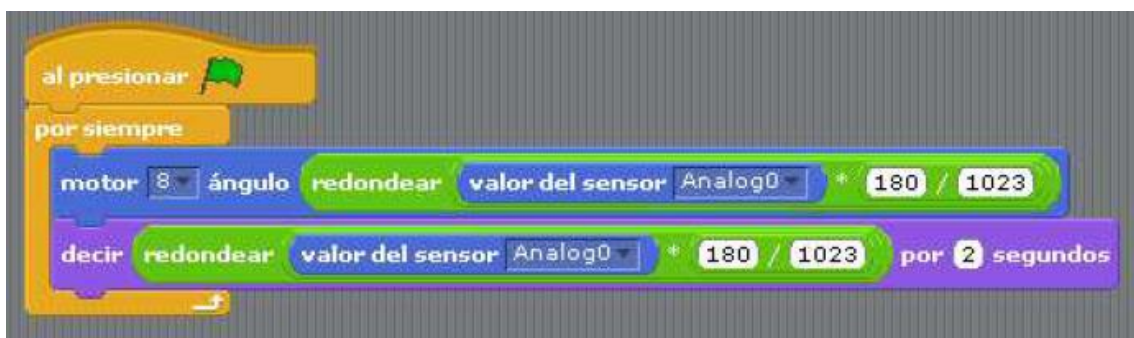 al presionar
por siempre
motor 8 ángulo redondear valor del sensor Analog0 * 180 / 1023
decir redondear valor del sensor Analog0 * 180 / 1023 por 2 segundos